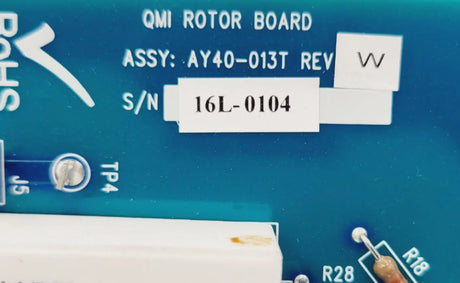 QMI ROTOR BOARD
ASSY: AY40-013T REV W
S/N 16L-0104
RoHS
J5
TP4
R28
R18